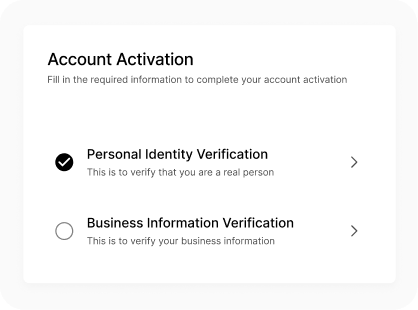 Account Activation
Fill in the required information to complete your account activation
Personal Identity Verification
This is to verify that you are a real person
Business Information Verification
This is to verify your business information